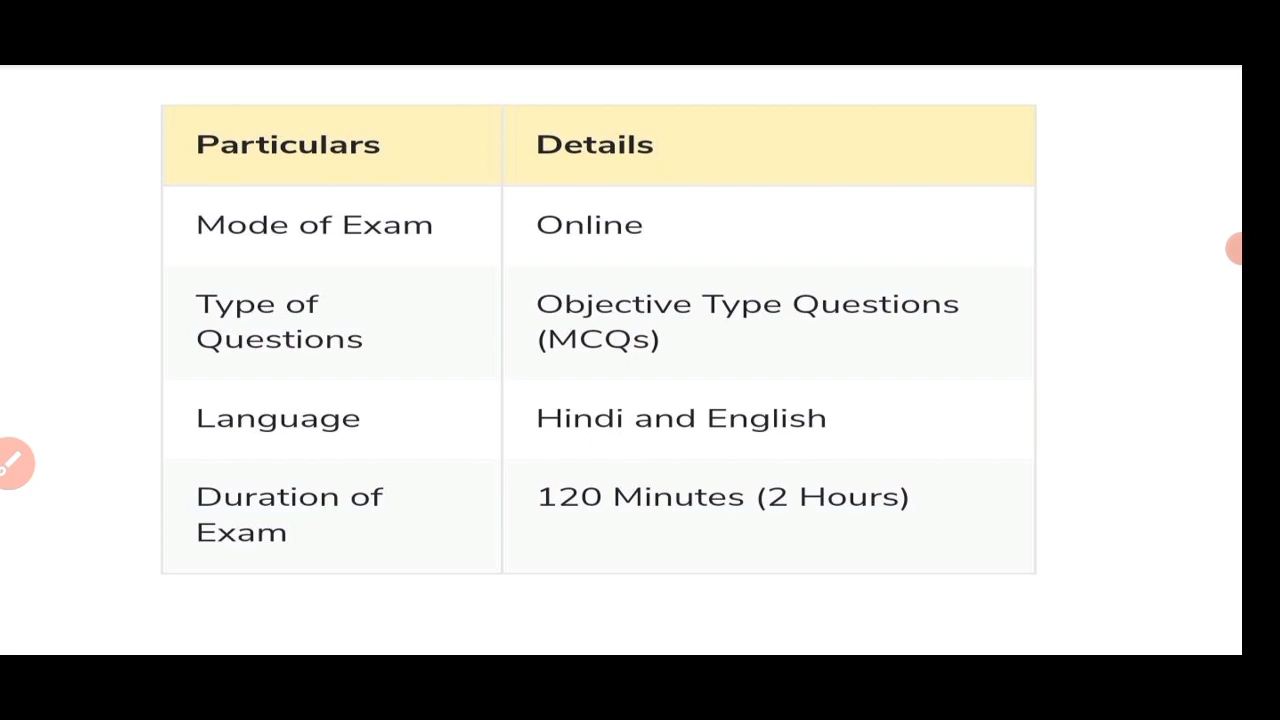 Particulars
Details
Mode of Exam
Online
Type of
Questions
Objective Type Questions
(MCQs)
Language
Hindi and English
Duration of
Exam
120 Minutes (2 Hours)